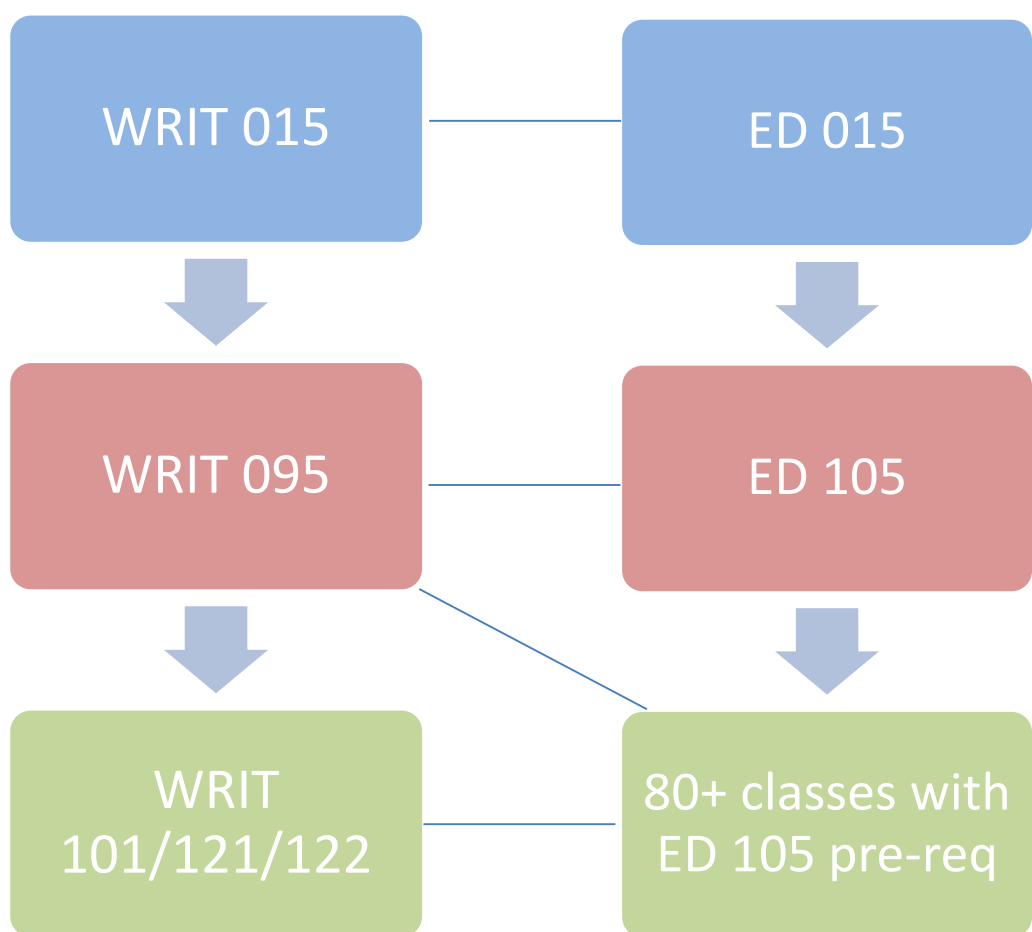 WRIT 015
ED 015
WRIT 095
ED 105
WRIT
101/121/122
80+ classes with
ED 105 pre-req